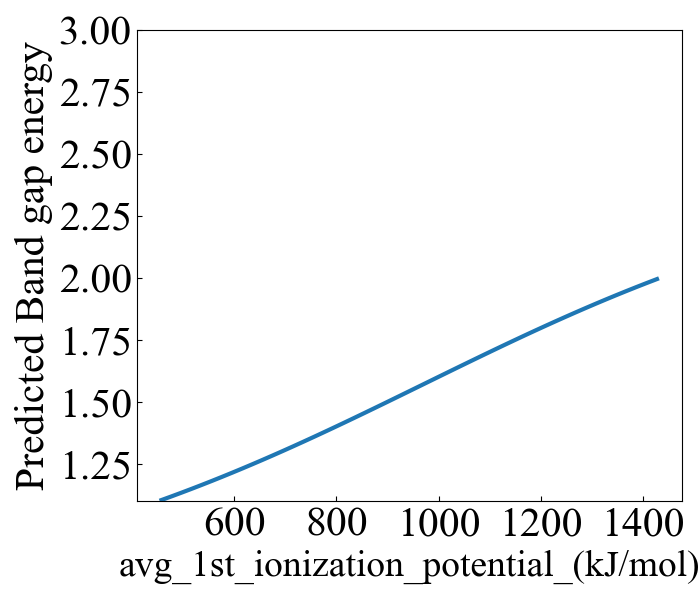 3.00
2.75
2.50
2.25
2.00
1.75
1.50
1.25
Predicted Band gap energy
600 800 1000 1200 1400
avg_1st_ionization_potential_(kJ/mol)